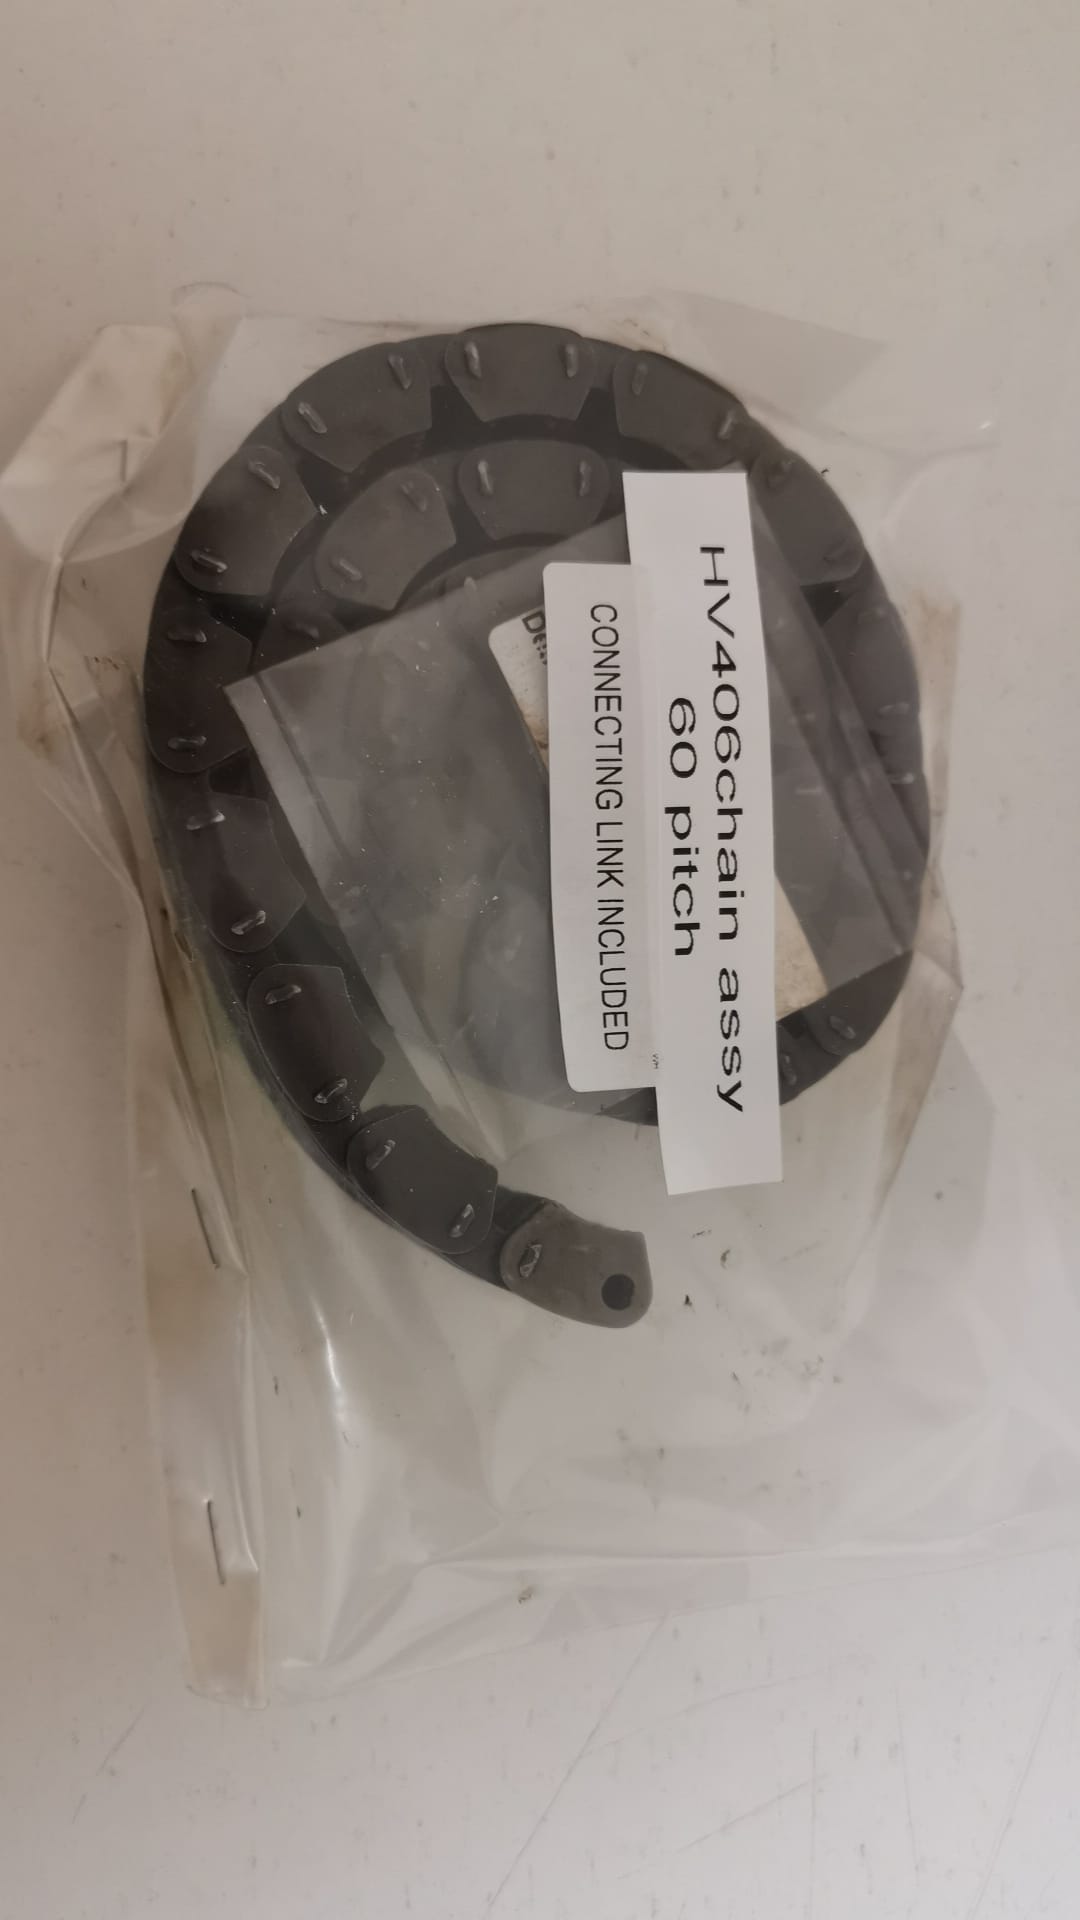 HV406chain assy
60 pitch
CONNECTING LINK INCLUDED